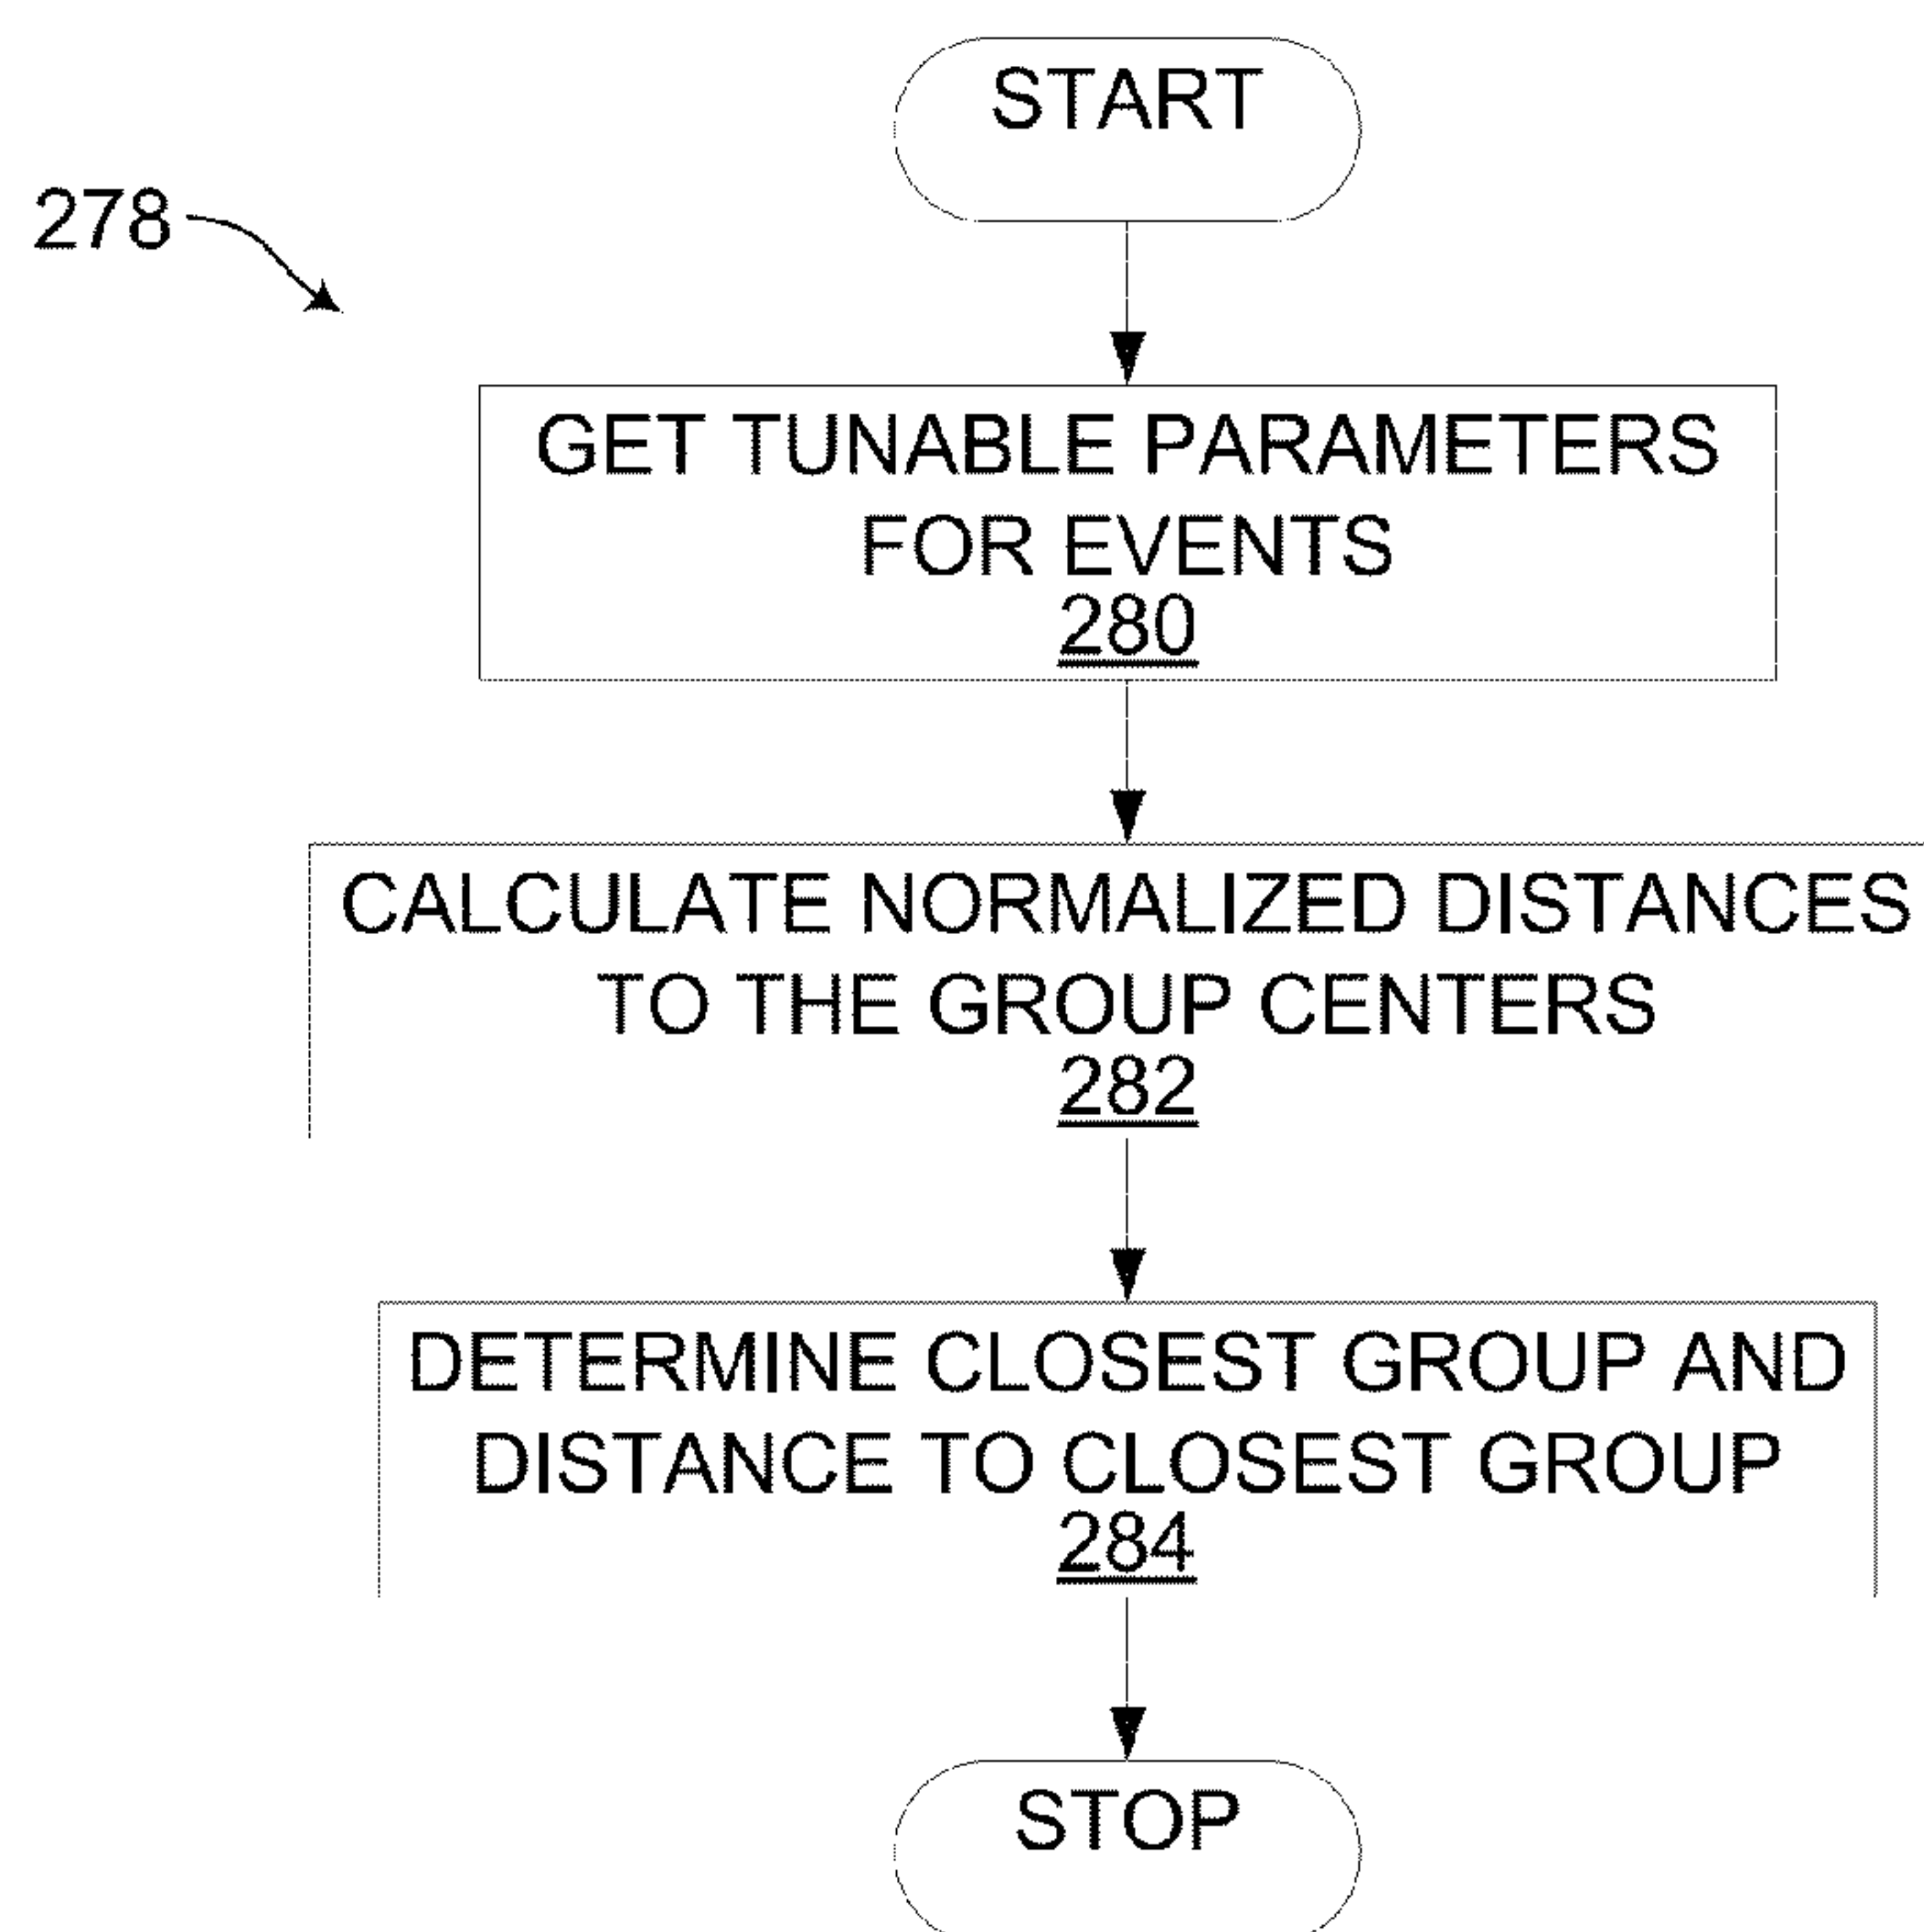 START
278
GET TUNABLE PARAMETERS
FOR EVENTS
280
CALCULATE NORMALIZED DISTANCES
TO THE GROUP CENTERS
282
DETERMINE CLOSEST GROUP AND
DISTANCE TO CLOSEST GROUP
284
STOP